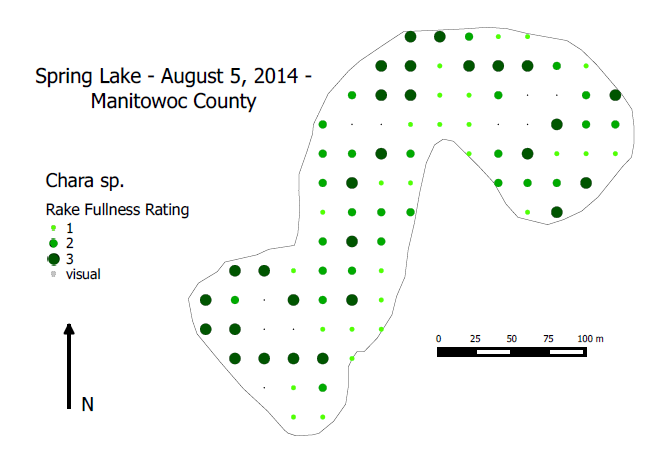 Spring Lake - August 5, 2014 -
Manitowoc County
Chara sp.
Rake Fullness Rating
1
2
3
visual
0 25 50 75 100 m
N